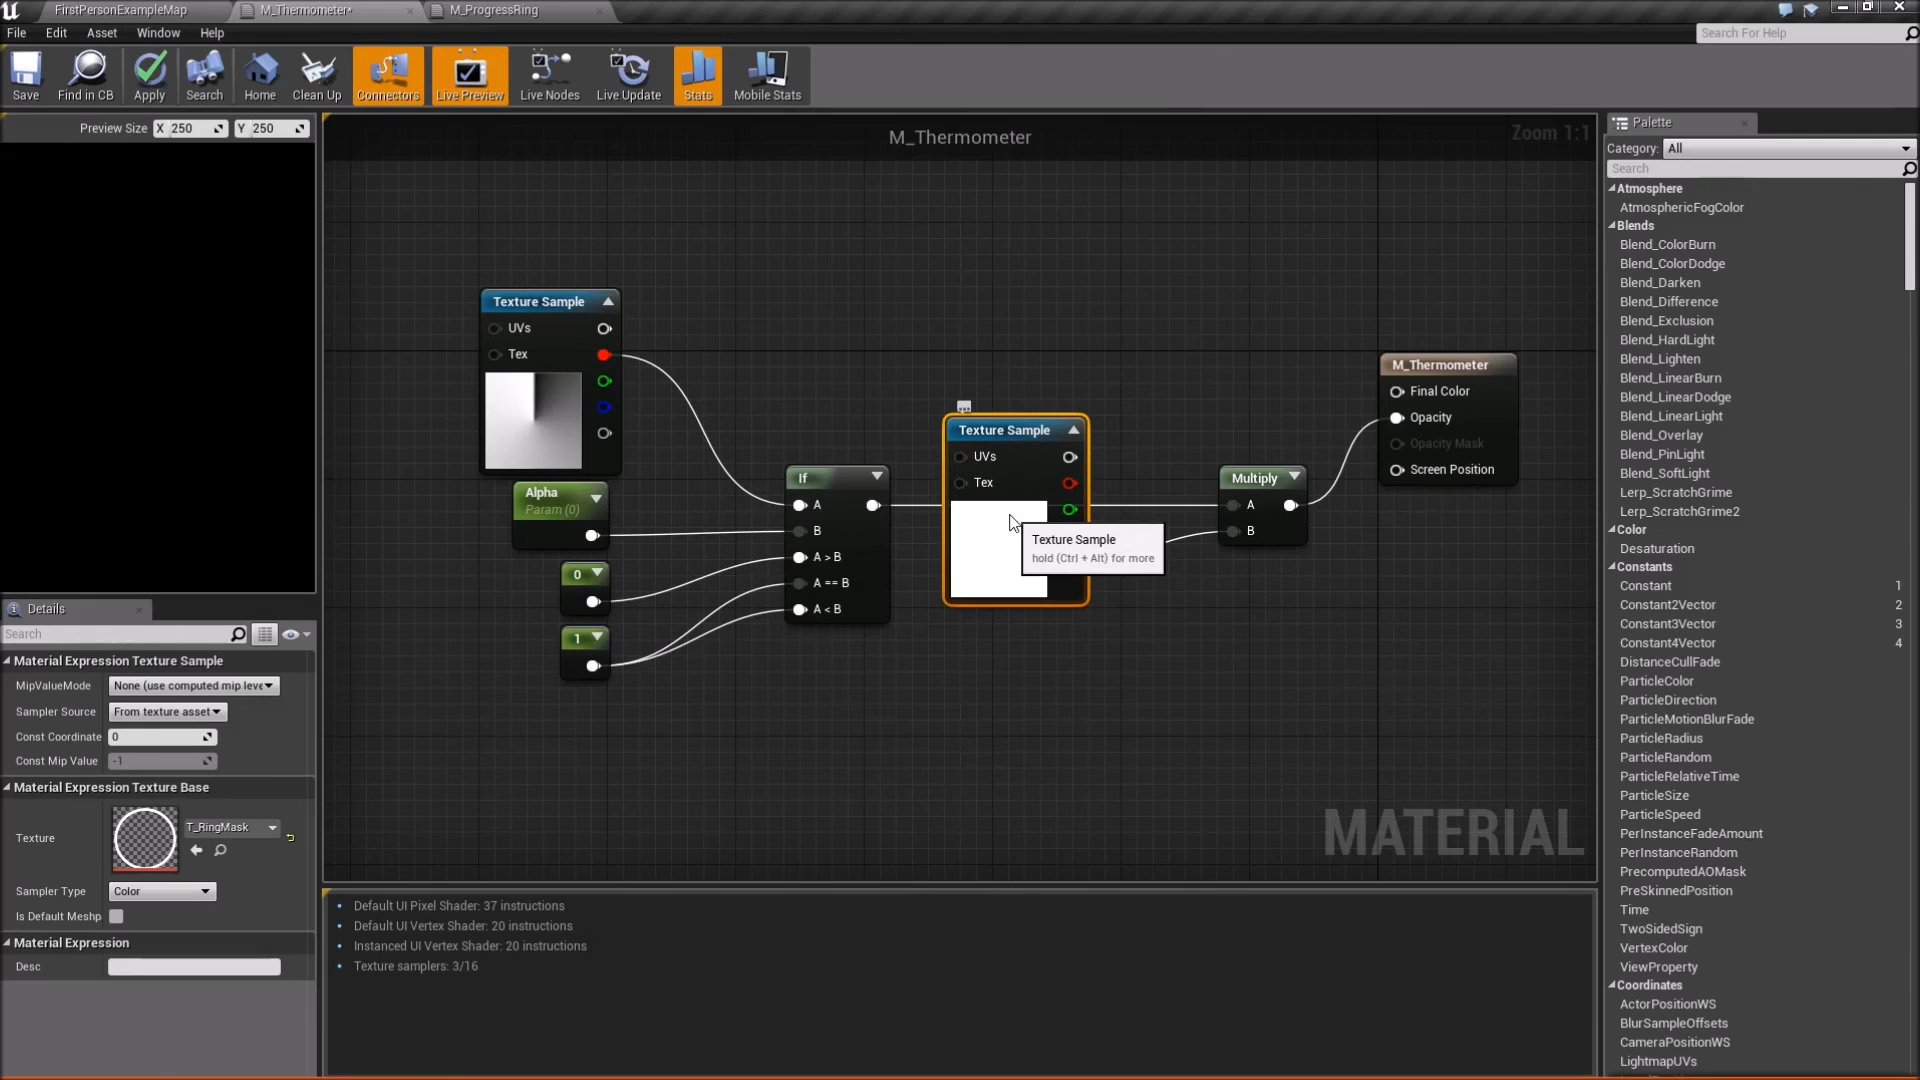 FirstPersonExampleMap
M_Thermometer*
M_ProgressRing
File Edit Asset Window Help
Search For Help
Save
Find in CB
Apply
Search
Home
Clean Up
Connectors
Live Preview
Live Nodes
Live Update
Stats
Mobile Stats
Preview Size X 250 Y 250
M_Thermometer
Zoom 1:1
Texture Sample
UVs
Tex
Alpha
Param (0)
0
1
If
A
B
A > B
A == B
A < B
Texture Sample
UVs
Tex
Texture Sample
hold (Ctrl + Alt) for more
Multiply
A
B
M_Thermometer
Final Color
Opacity
Opacity Mask
Screen Position
MATERIAL
Details
Search
Material Expression Texture Sample
MipValueMode None (use computed mip leve
Sampler Source From texture asset
Const Coordinate 0
Const Mip Value -1
Material Expression Texture Base
Texture T_RingMask
Sampler Type Color
Is Default Meshp
Material Expression
Desc
• Default UI Pixel Shader: 37 instructions
• Default UI Vertex Shader: 20 instructions
• Instanced UI Vertex Shader: 20 instructions
• Texture samplers: 3/16
Palette
Category: All
Search
Atmosphere
AtmosphericFogColor
Blends
Blend_ColorBurn
Blend_ColorDodge
Blend_Darken
Blend_Difference
Blend_Exclusion
Blend_HardLight
Blend_Lighten
Blend_LinearBurn
Blend_LinearDodge
Blend_LinearLight
Blend_Overlay
Blend_PinLight
Blend_Screen
Blend_SoftLight
Lerp_ScratchGrime
Lerp_ScratchGrime2
Color
Desaturation
Constants
Constant 1
Constant2Vector 2
Constant3Vector 3
Constant4Vector 4
DistanceCullFade
ParticleColor
ParticleDirection
ParticleMotionBlurFade
ParticleRadius
ParticleRandom
ParticleRelativeTime
ParticleSize
ParticleSpeed
PerInstanceFadeAmount
PerInstanceRandom
PrecomputedAOMask
PreSkinnedPosition
Time
TwoSidedSign
VertexColor
ViewProperty
Coordinates
ActorPositionWS
BlurSampleOffsets
CameraPositionWS
LightmapUVs